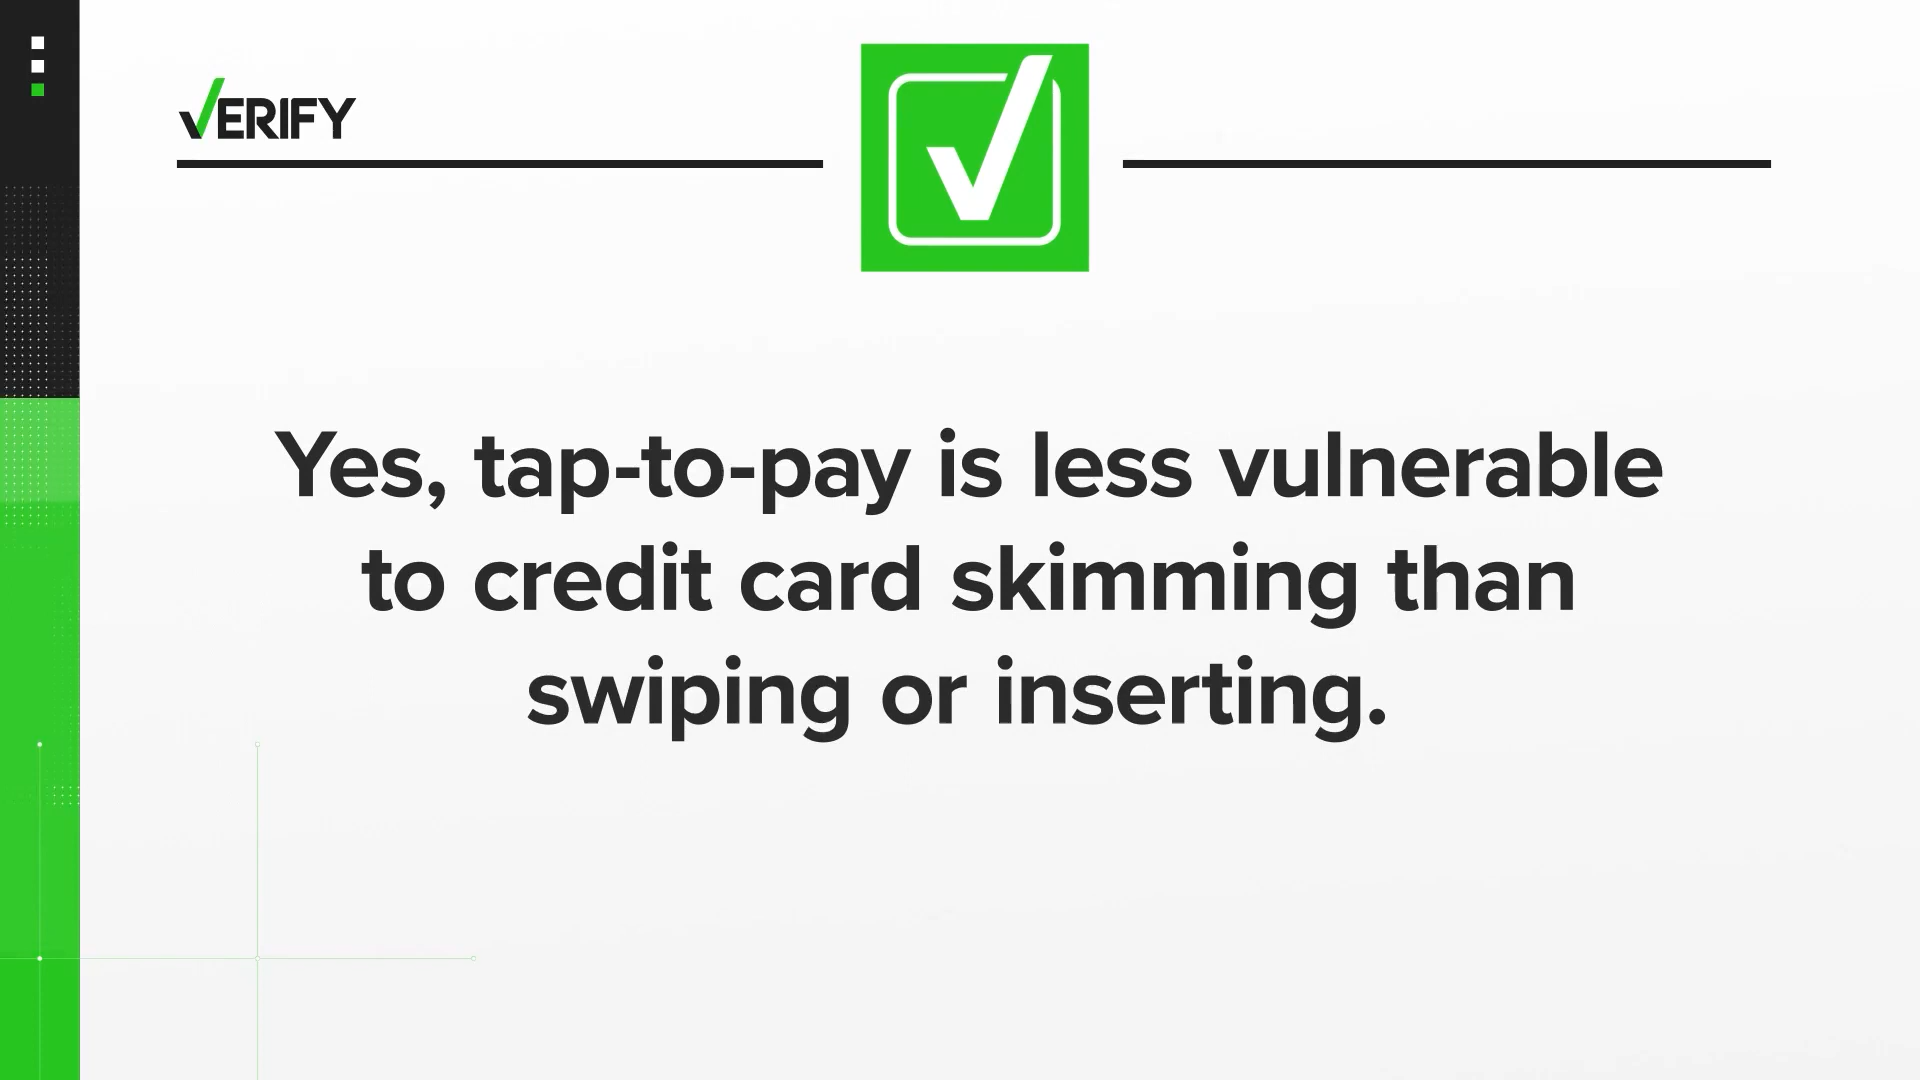 VERIFY
Yes, tap-to-pay is less vulnerable
to credit card skimming than
swiping or inserting.